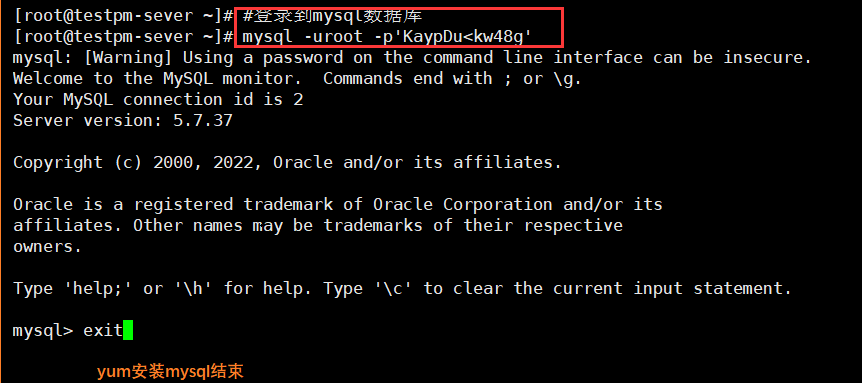 [root@testpm-sever ~]# #登录到mysql数据库
[root@testpm-sever ~]# mysql -uroot -p'KaypDu<kw48g'
mysql: [Warning] Using a password on the command line interface can be insecure.
Welcome to the MySQL monitor.  Commands end with ; or \g.
Your MySQL connection id is 2
Server version: 5.7.37
Copyright (c) 2000, 2022, Oracle and/or its affiliates.
Oracle is a registered trademark of Oracle Corporation and/or its
affiliates. Other names may be trademarks of their respective
owners.
Type 'help;' or '\h' for help. Type '\c' to clear the current input statement.
mysql> exit
yum安装mysql结束